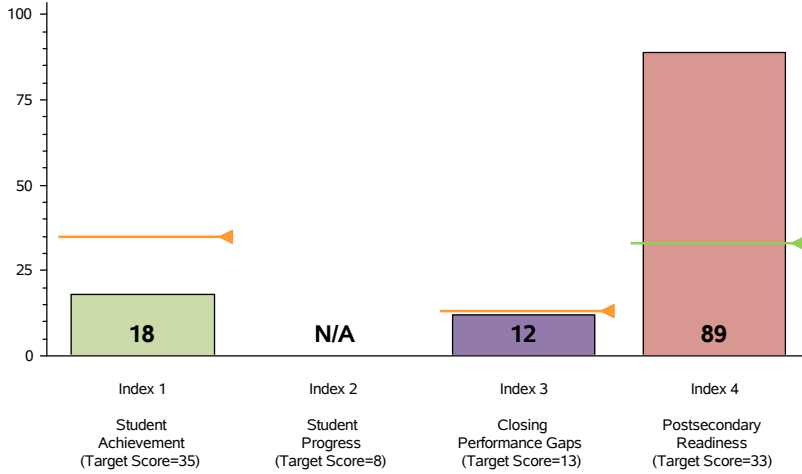 100
75
50
25
0
18
N/A
12
89
Index 1
Index 2
Index 3
Index 4
Student
Achievement
(Target Score=35)
Student
Progress
(Target Score=8)
Closing
Performance Gaps
(Target Score=13)
Postsecondary
Readiness
(Target Score=33)